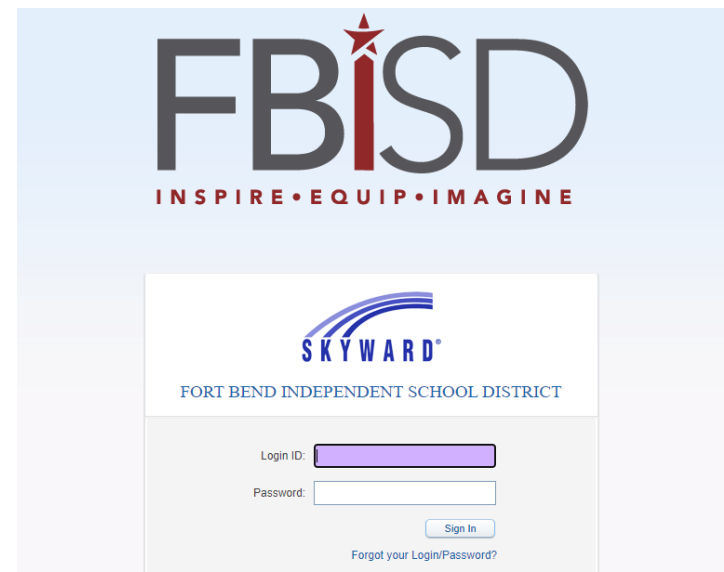 FBISD
INSPIRE•EQUIP•IMAGINE
SKYWARD®
FORT BEND INDEPENDENT SCHOOL DISTRICT
Login ID:
Password:
Sign In
Forgot your Login/Password?